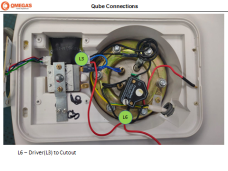 OMEGAS
Qube Connections
L3
L6
L6 – Driver(L3) to Cutout